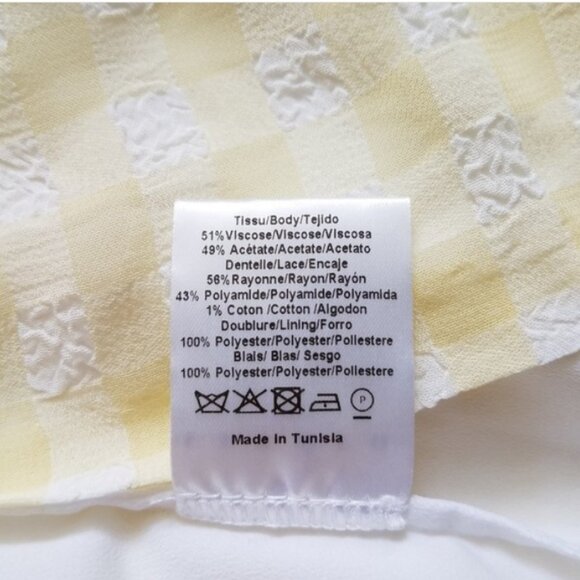 Tissu/Body/Tejido
51%Viscose/Viscose/Viscosa
49% Acètate/Acetate/Acetato
Dentelle/Lace/Encaje
56%Rayonne/Rayon/Rayón
43% Polyamide/Polyamide/Polyamida
1% Coton /Cotton /Algodon
Doublure/Lining/Forro
100% Polyester/Polyester/Poliestere
Biais/ Bias/ Sesgo
100% Polyester/Polyester/Poliestere
P
Made in Tunisia